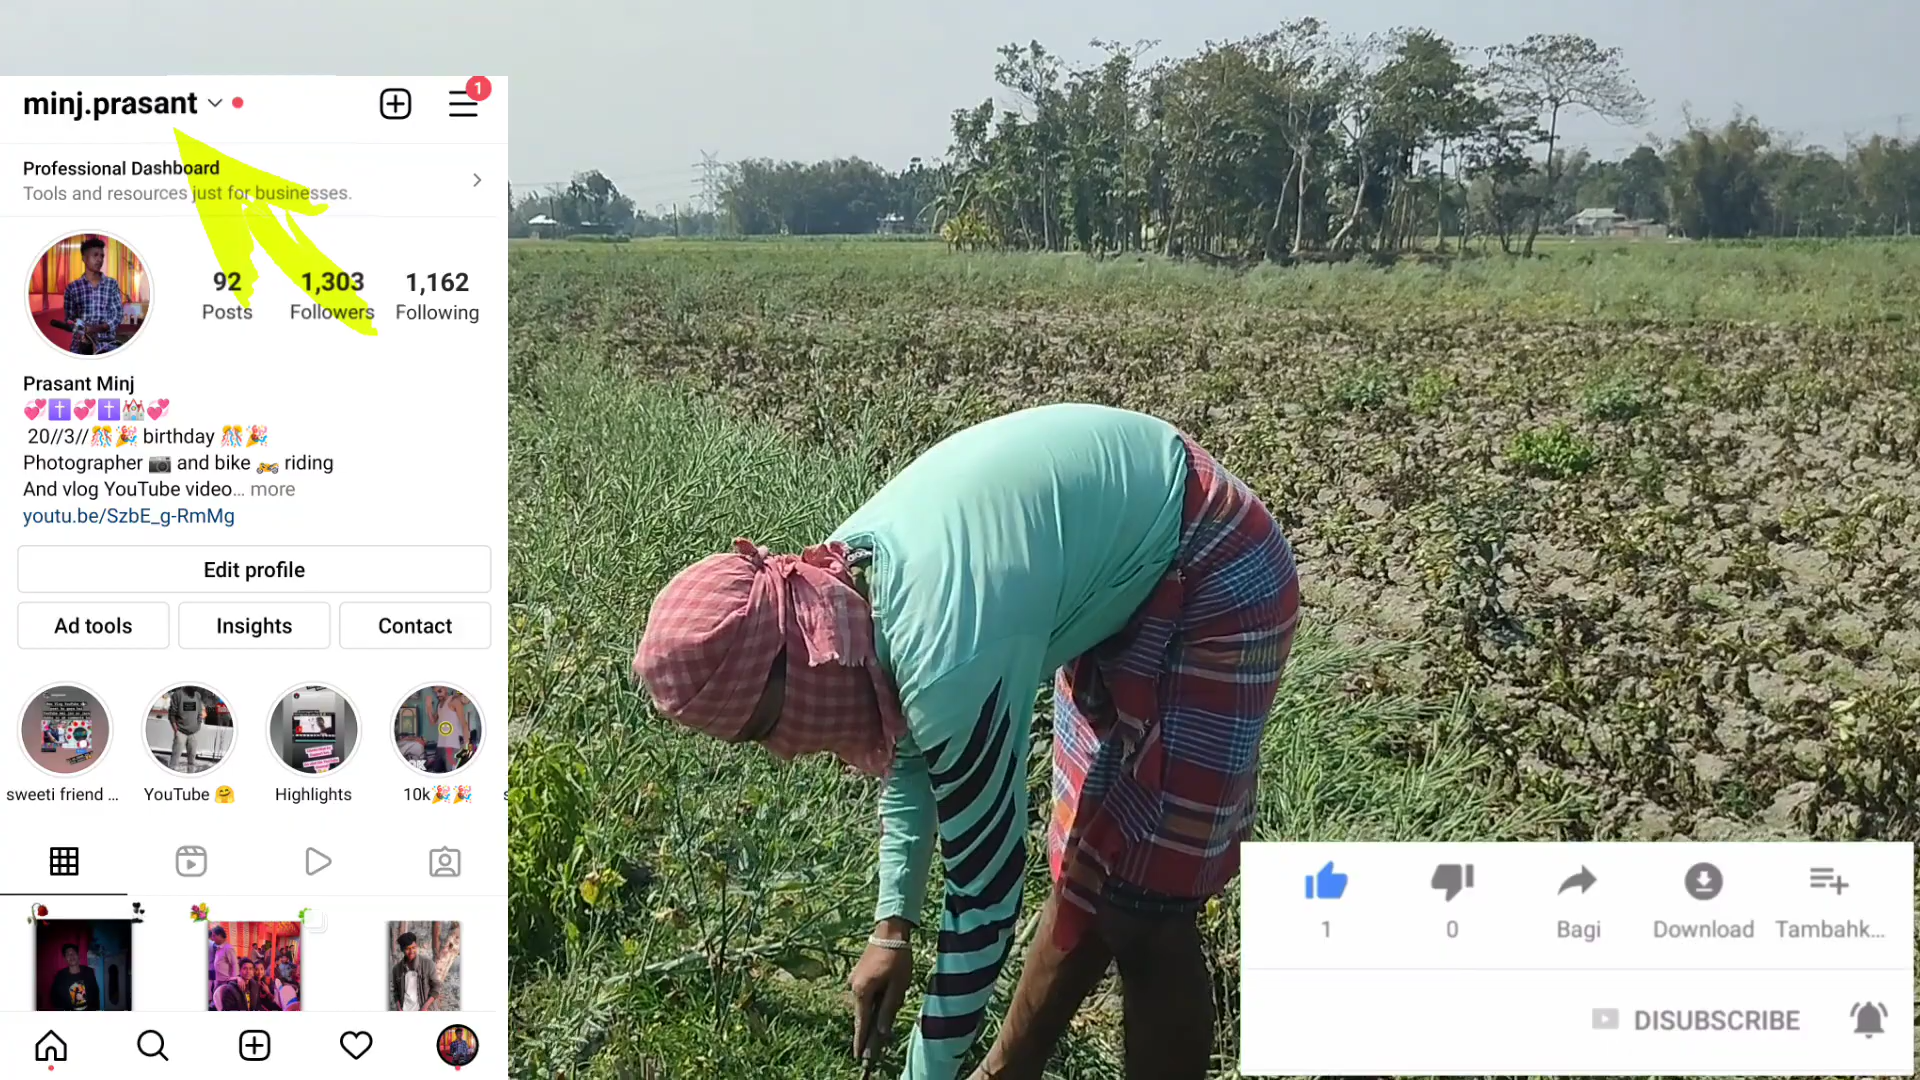 minj.prasant
1
Professional Dashboard
Tools and resources just for businesses.
92
1,303
1,162
Posts
Followers
Following
Prasant Minj
💞✝️💞✝️💒💞
20//3//🎊🎉 birthday 🎊🎉
Photographer 📷 and bike 🏍️ riding
And vlog YouTube video... more
youtu.be/SzbE_g-RmMg
Edit profile
Ad tools
Insights
Contact
sweeti friend ...
YouTube 🤗
Highlights
10k🎉🎉
1
0
Bagi
Download
Tambahk...
DISUBSCRIBE